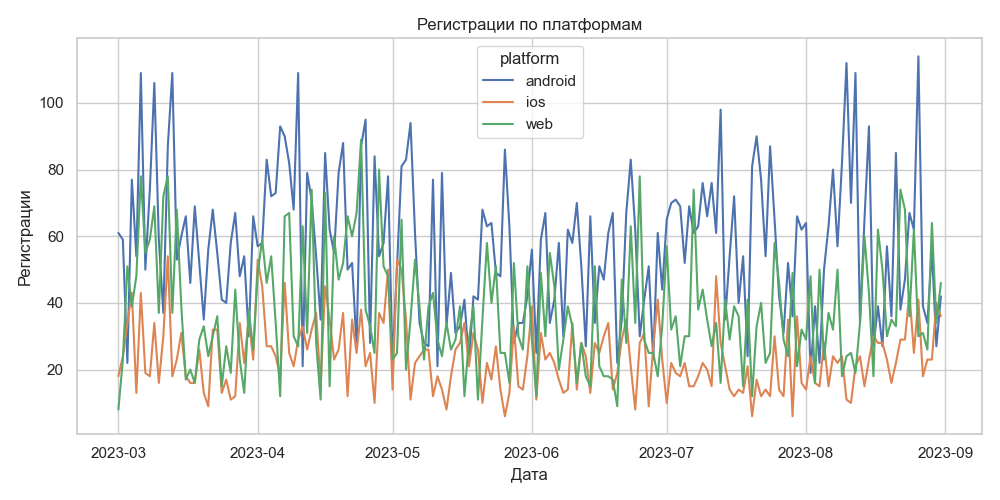 Регистрации по платформам
platform
android
ios
web
Регистрации
100
80
60
40
20
2023-03
2023-04
2023-05
2023-06
2023-07
2023-08
2023-09
Дата